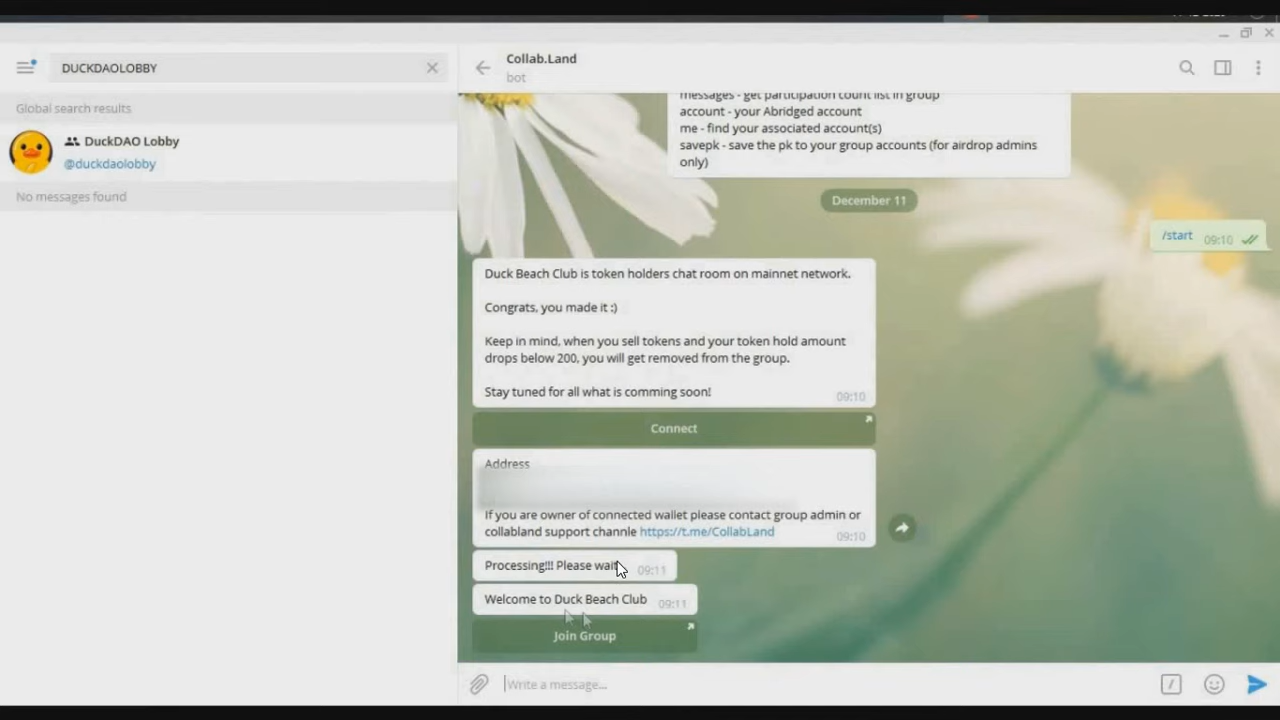 DUCKDAOLOBBY
Global search results
DuckDAO Lobby
@duckdaolobby
No messages found
Collab.Land
bot
messages - get participation count list in group
account - your Abridged account
me - find your associated account(s)
savepk - save the pk to your group accounts (for airdrop admins
only)
December 11
/start 09:10
Duck Beach Club is token holders chat room on mainnet network.
Congrats, you made it :)
Keep in mind, when you sell tokens and your token hold amount
drops below 200, you will get removed from the group.
Stay tuned for all what is comming soon!
09:10
Connect
Address
If you are owner of connected wallet please contact group admin or
collabland support channle https://t.me/CollabLand
09:10
Processing!!! Please wait 09:11
Welcome to Duck Beach Club 09:11
Join Group
Write a message...